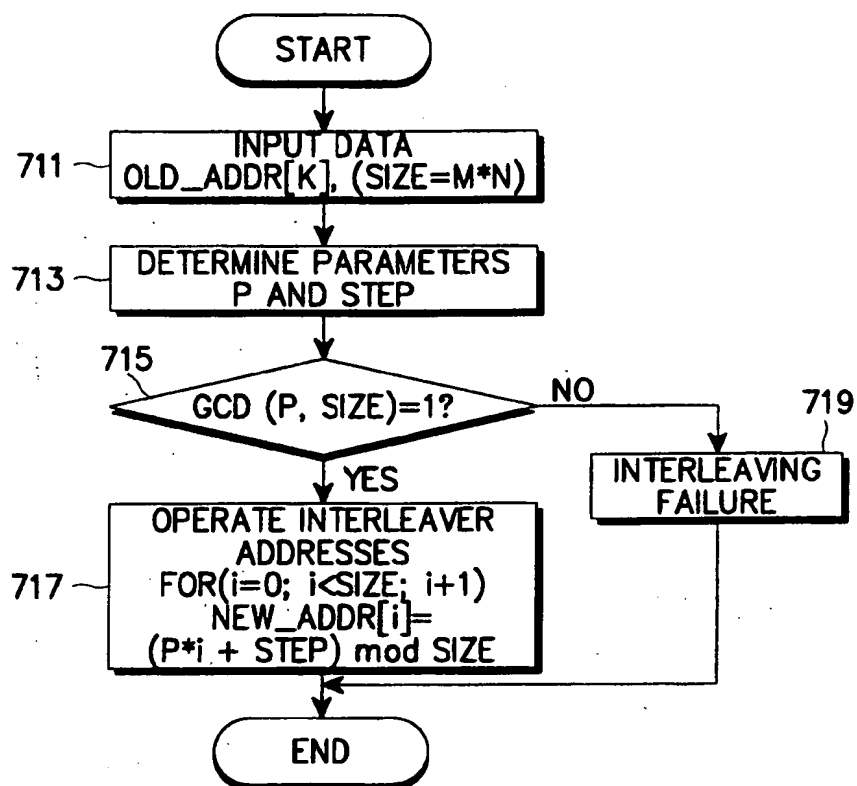 START
711
INPUT DATA
OLD_ADDR[K], (SIZE=M*N)
713
DETERMINE PARAMETERS
P AND STEP
715
GCD (P, SIZE)=1?
NO
719
YES
INTERLEAVING
FAILURE
717
OPERATE INTERLEAVER
ADDRESSES
FOR(i=0; i<SIZE; i+1)
NEW_ADDR[i]=
(P*i + STEP) mod SIZE
END